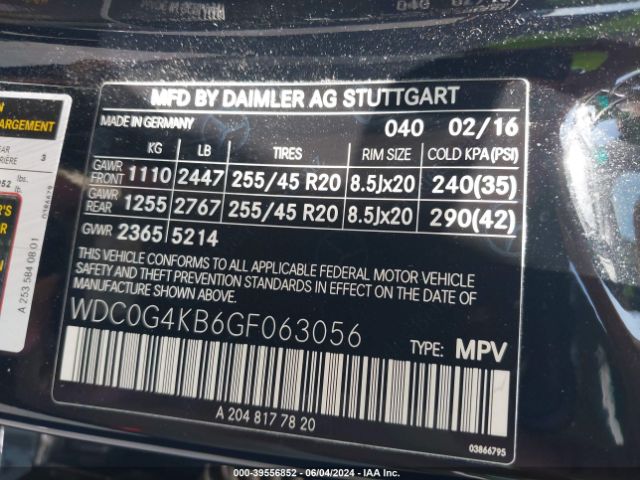 MFD BY DAIMLER AG STUTTGART
MADE IN GERMANY 040 02/16
KG LB TIRES RIM SIZE COLD KPA(PSI)
GAWR FRONT 1110 2447 255/45 R20 8.5Jx20 240(35)
GAWR REAR 1255 2767 255/45 R20 8.5Jx20 290(42)
GVWR 2365 5214
THIS VEHICLE CONFORMS TO ALL APPLICABLE FEDERAL MOTOR VEHICLE
SAFETY AND THEFT PREVENTION STANDARDS IN EFFECT ON THE DATE OF
MANUFACTURE SHOWN ABOVE.
WDC0G4KB6GF063056
TYPE: MPV
A 204 817 78 20
03866795
ARGEMENT
3
lbs.
lb.
A 253 584 08 01
000-39556852 | 06/04/2024 | IAA Inc.